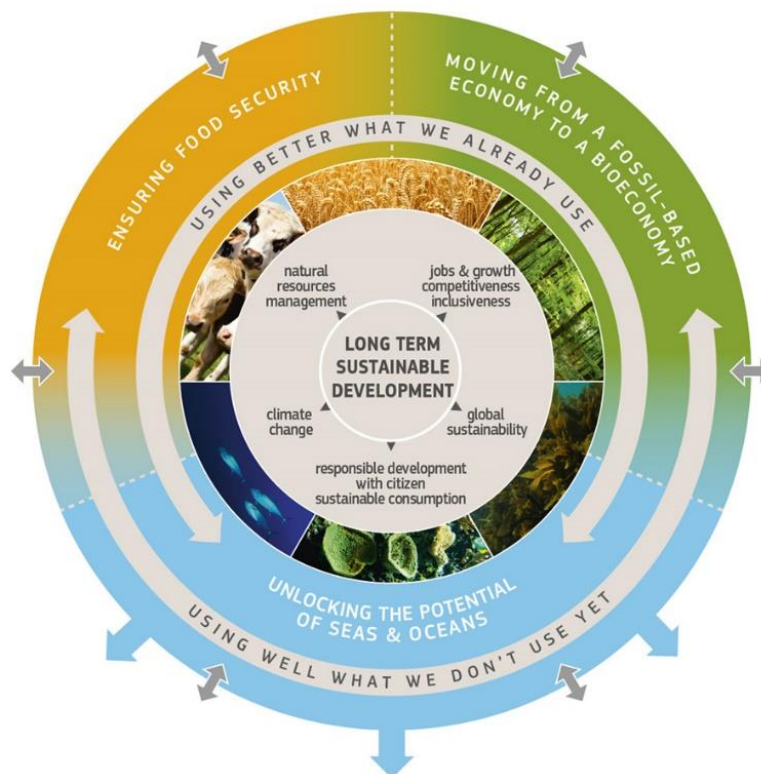 ENSURING FOOD SECURITY
MOVING FROM A FOSSIL-BASED
ECONOMY TO A BIOECONOMY
USING BETTER WHAT WE ALREADY USE
natural
resources
management
jobs & growth
competitiveness
inclusiveness
LONG TERM
SUSTAINABLE
DEVELOPMENT
climate
change
global
sustainability
responsible development
with citizen
sustainable consumption
UNLOCKING THE POTENTIAL
OF SEAS & OCEANS
USING WELL WHAT WE DON'T USE YET